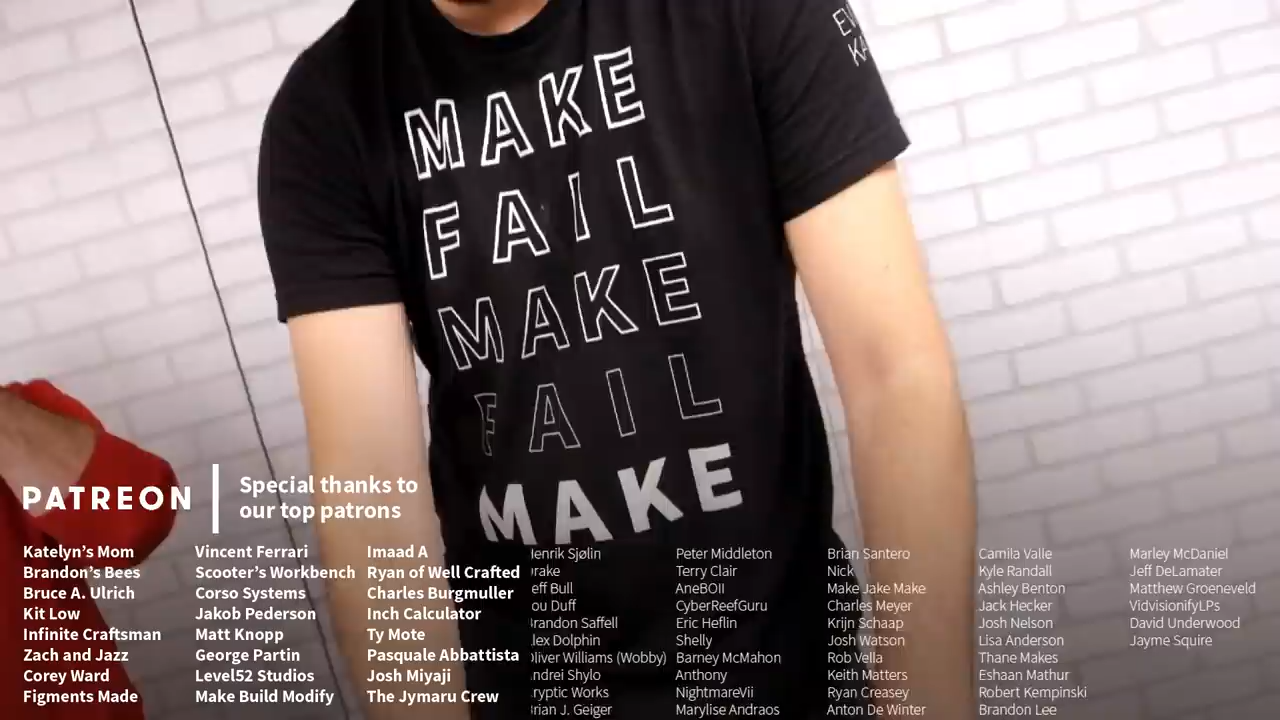 MAKE
FAIL
MAKE
FAIL
MAKE
PATREON
Special thanks to
our top patrons
Katelyn's Mom
Brandon's Bees
Bruce A. Ulrich
Kit Low
Infinite Craftsman
Zach and Jazz
Corey Ward
Figments Made
Vincent Ferrari
Scooter's Workbench
Corso Systems
Jakob Pederson
Matt Knopp
George Partin
Level52 Studios
Make Build Modify
Imaad A
Ryan of Well Crafted
Charles Burgmuller
Inch Calculator
Ty Mote
Pasquale Abbattista
Josh Miyaji
The Jymaru Crew
Sjølin
Bull
Duff
Saffell
Dolphin
Williams (Wobby)
Shylo
Works
J. Geiger
Peter Middleton
Terry Clair
AneBOII
CyberReefGuru
Eric Heflin
Shelly
Barney McMahon
Anthony
NightmareVii
Marylise Andraos
Brian Santero
Nick
Make Jake Make
Charles Meyer
Krijn Schaap
Josh Watson
Rob Vella
Keith Matters
Ryan Creasey
Anton De Winter
Camila Valle
Kyle Randall
Ashley Benton
Jack Hecker
Josh Nelson
Lisa Anderson
Thane Makes
Eshaan Mathur
Robert Kempinski
Brandon Lee
Marley McDaniel
Jeff DeLamater
Matthew Groeneveld
VidvisionifyLPs
David Underwood
Jayme Squire